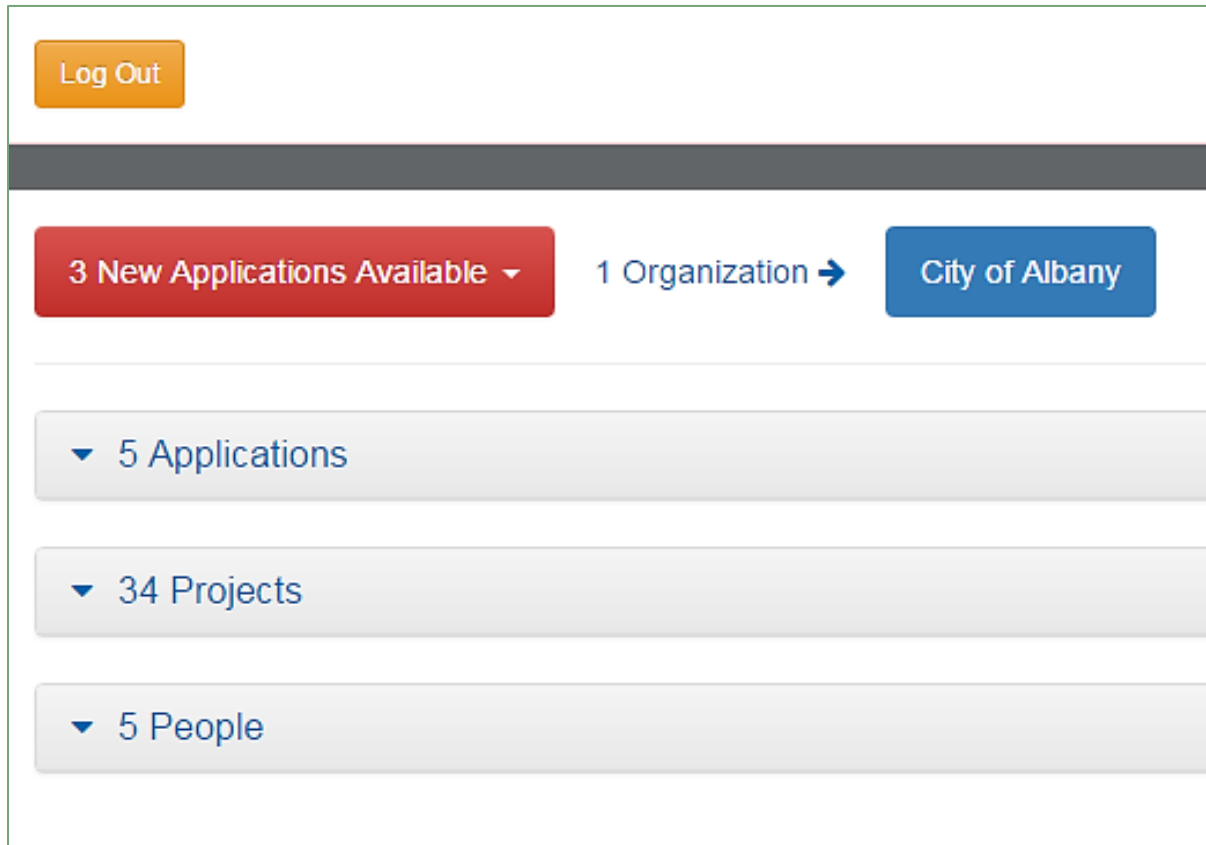 Log Out
3 New Applications Available 1 Organization City of Albany
5 Applications
34 Projects
5 People